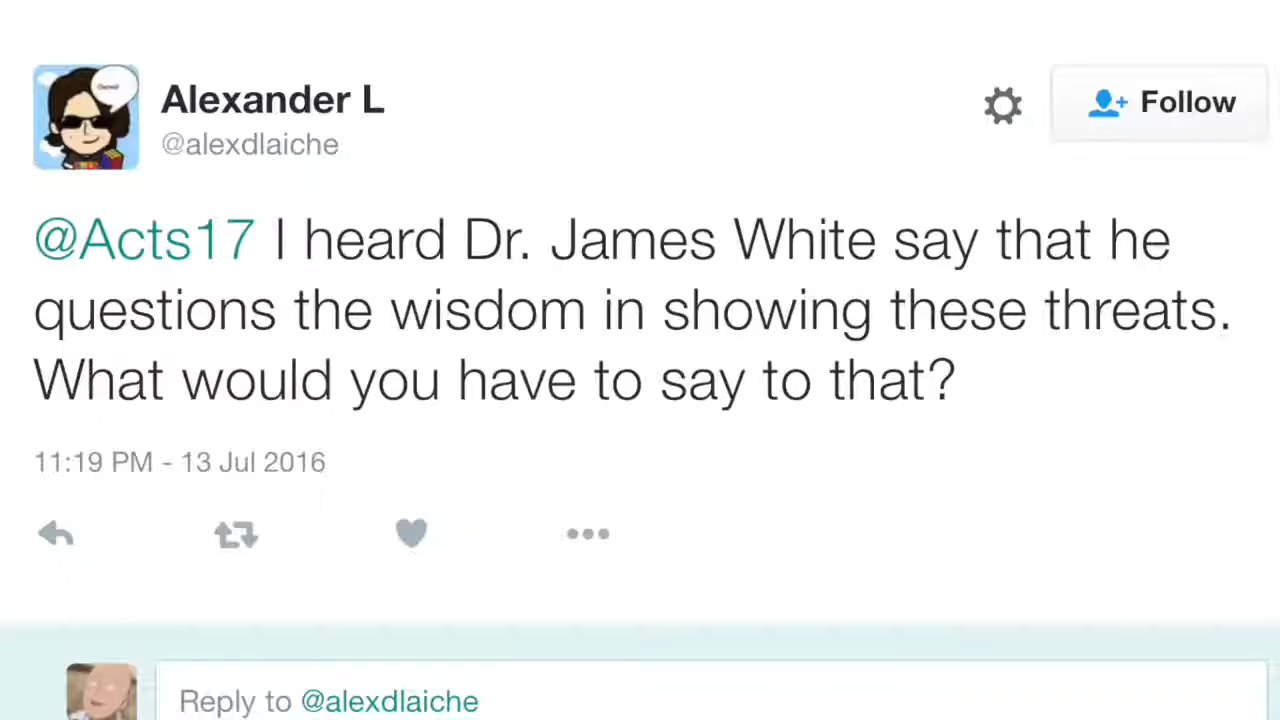 Alexander L
@alexdlaiche
Follow
@Acts17 I heard Dr. James White say that he
questions the wisdom in showing these threats.
What would you have to say to that?
11:19 PM - 13 Jul 2016
Reply to @alexdlaiche